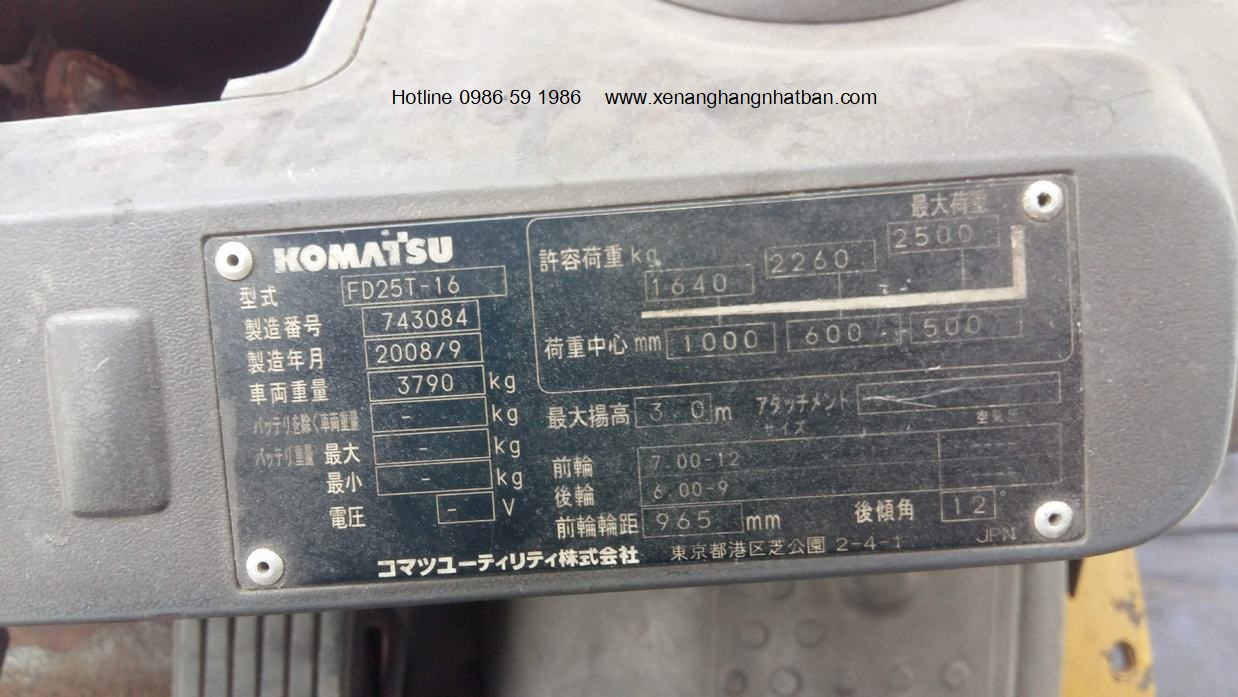 Hotline 0986 59 1986 www.xenanghangnhatban.com
KOMATSU
型式 FD25T-16
製造番号 743084
製造年月 2008/9
車両重量 3790 kg
バッテリを除く車両重量 - kg
バッテリ重量 最大 - kg
最小 - kg
電圧 - V
最大荷重
許容荷重 kg 1640 2260 2500
荷重中心 mm 1000 600 500
最大揚高 3.0 m アタッチメント
サイズ 空気圧
前輪 7.00-12
後輪 6.00-9
前輪輪距 965 mm 後傾角 12°
コマツユーティリティ株式会社 東京都港区芝公園 2-4-1 JPN